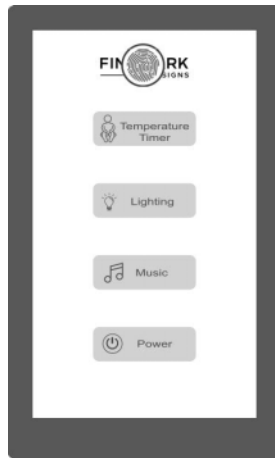 FIN RK
SIGNS
Temperature
Timer
Lighting
Music
Power